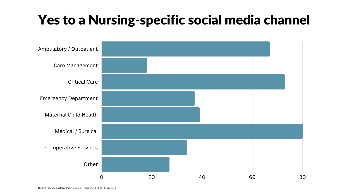 Yes to a Nursing-specific social media channel
Ambulatory / Outpatient
Care Management
Critical Care
Emergency Department
Maternal Child Health
Medical / Surgical
Other
0 20 40 60 80